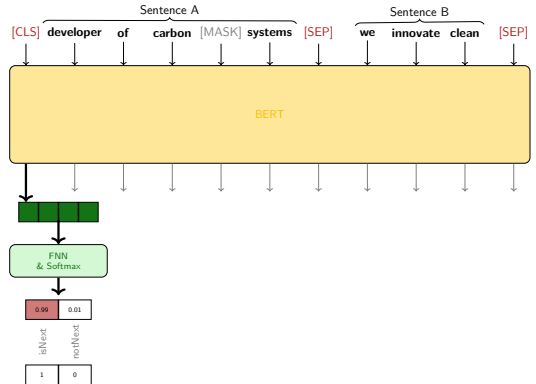 Sentence A Sentence B
[CLS] developer of carbon [MASK] systems [SEP] we innovate clean [SEP]
BERT
FNN
& Softmax
0.99 0.01
isNext notNext
1 0